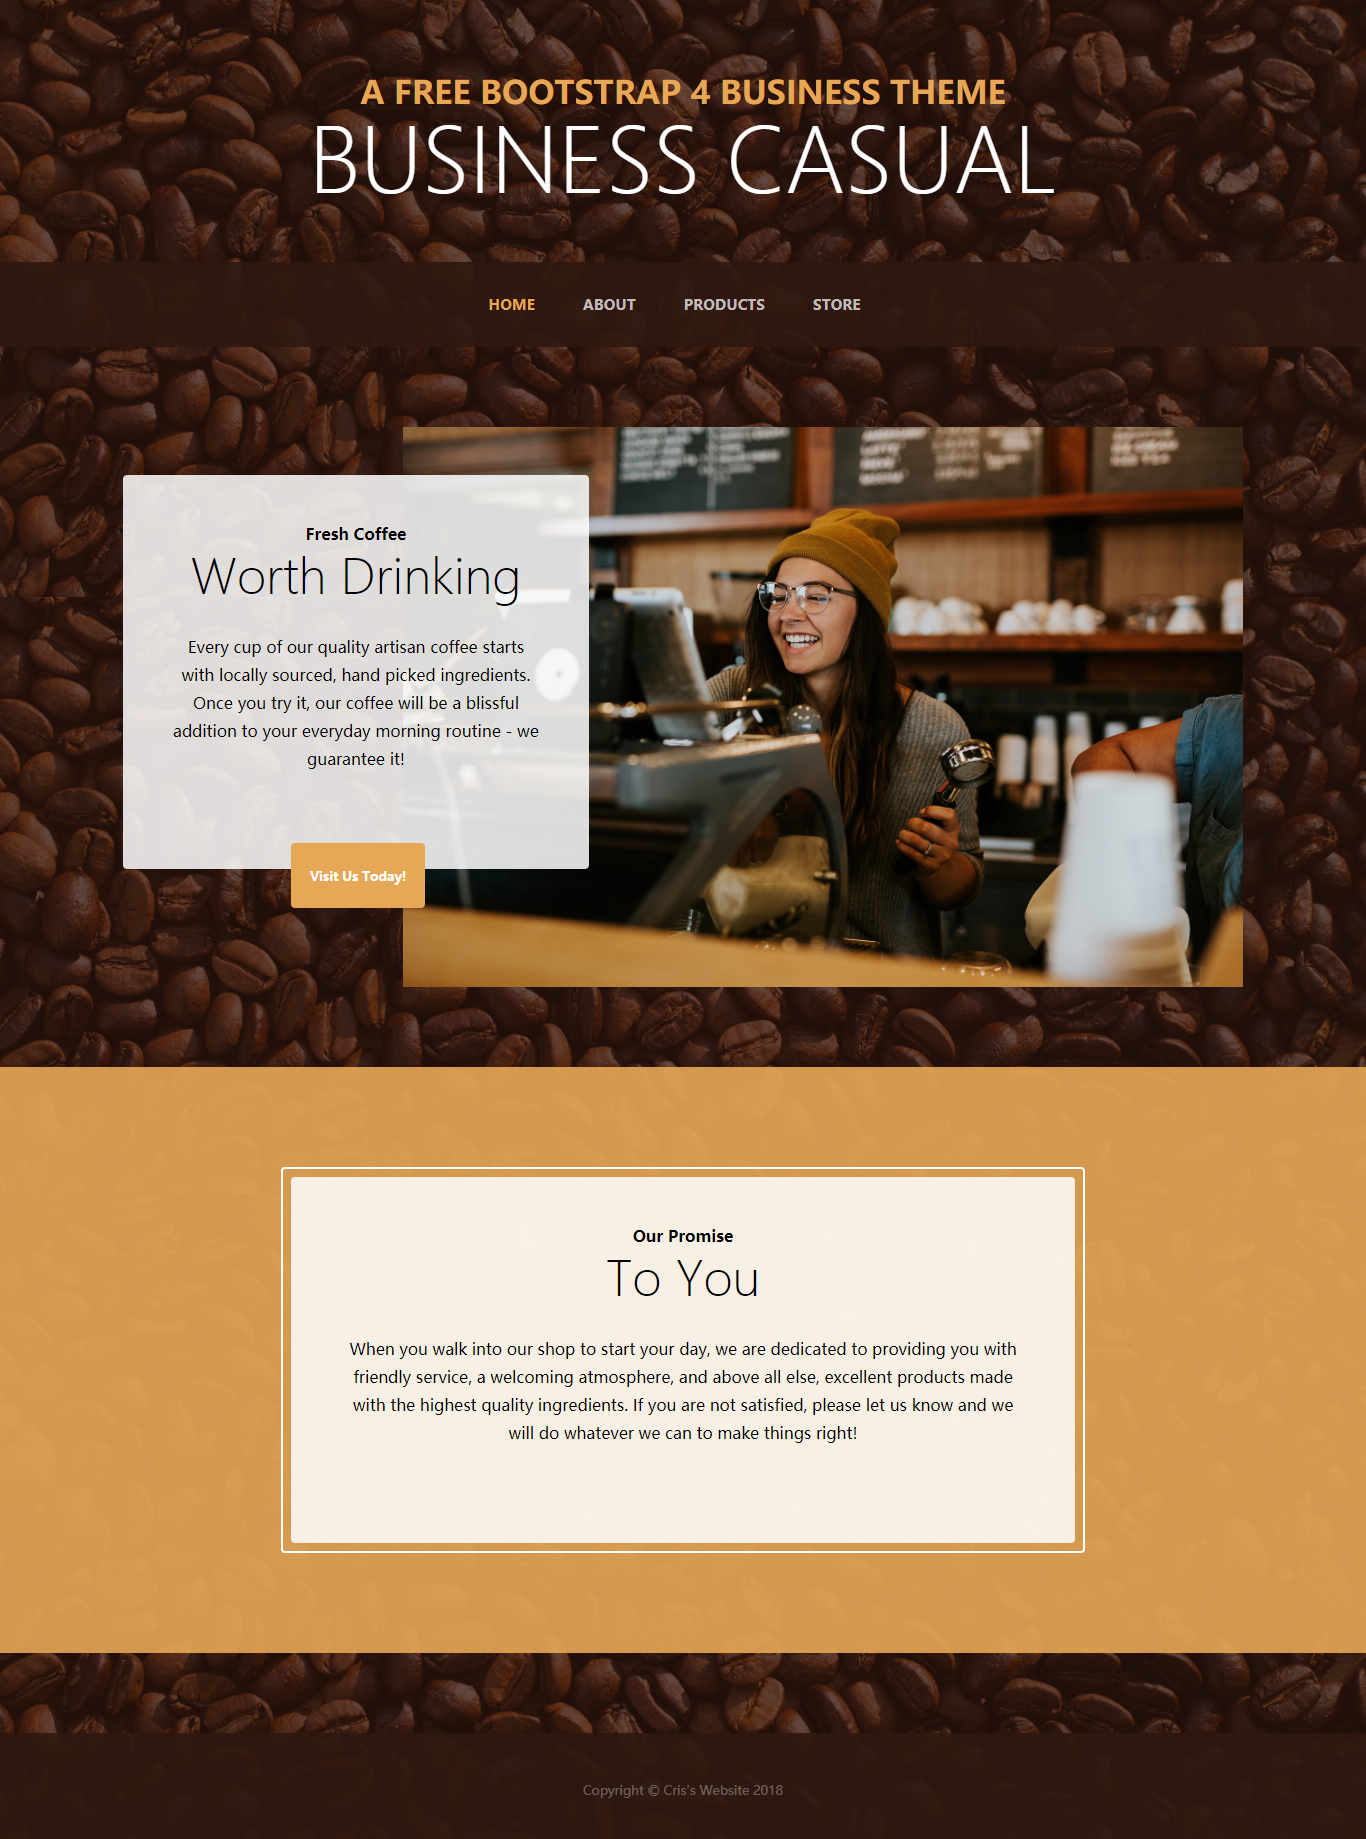 A FREE BOOTSTRAP 4 BUSINESS THEME
BUSINESS CASUAL
HOME ABOUT PRODUCTS STORE
Fresh Coffee
Worth Drinking
Every cup of our quality artisan coffee starts
with locally sourced, hand picked ingredients.
Once you try it, our coffee will be a blissful
addition to your everyday morning routine - we
guarantee it!
Visit Us Today!
Our Promise
To You
When you walk into our shop to start your day, we are dedicated to providing you with
friendly service, a welcoming atmosphere, and above all else, excellent products made
with the highest quality ingredients. If you are not satisfied, please let us know and we
will do whatever we can to make things right!
Copyright © Cris's Website 2018